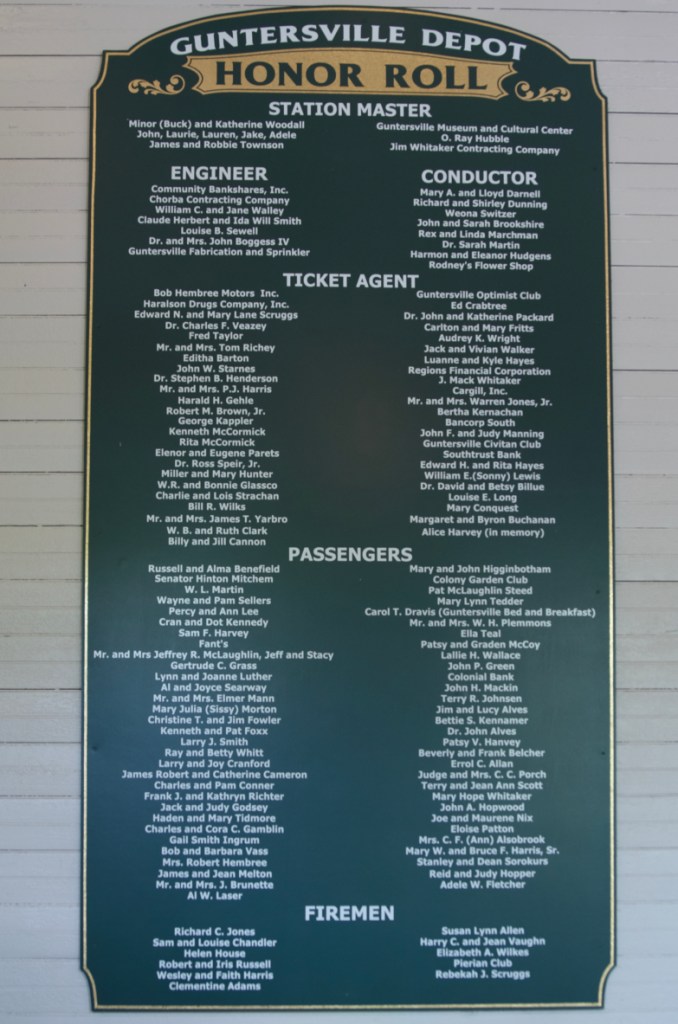 GUNTERSVILLE DEPOT
HONOR ROLL
STATION MASTER
Minor (Buck) and Katherine Woodall
John, Laurie, Lauren, Jake, Adele
James and Robbie Townson
Guntersville Museum and Cultural Center
O. Ray Hubble
Jim Whitaker Contracting Company
ENGINEER
Community Bankshares, Inc.
Chorba Contracting Company
William C. and Jane Walley
Claude Herbert and Ida Will Smith
Louise B. Sewell
Dr. and Mrs. John Boggess IV
Guntersville Fabrication and Sprinkler
CONDUCTOR
Mary A. and Lloyd Darnell
Richard and Shirley Dunning
Weona Switzer
John and Sarah Brookshire
Rex and Linda Marchman
Dr. Sarah Martin
Harmon and Eleanor Hudgens
Rodney's Flower Shop
TICKET AGENT
Bob Hembree Motors Inc.
Haralson Drugs Company, Inc.
Edward N. and Mary Lane Scruggs
Dr. Charles F. Veazey
Fred Taylor
Mr. and Mrs. Tom Richey
Editha Barton
John W. Starnes
Dr. Stephen B. Henderson
Mr. and Mrs. P.J. Harris
Harald H. Gehle
Robert M. Brown, Jr.
George Kappler
Kenneth McCormick
Rita McCormick
Elenor and Eugene Parets
Dr. Ross Speir, Jr.
Miller and Mary Hunter
W.R. and Bonnie Glassco
Charlie and Lois Strachan
Bill R. Wilks
Mr. and Mrs. James T. Yarbro
W. B. and Ruth Clark
Billy and Jill Cannon
Guntersville Optimist Club
Ed Crabtree
Dr. John and Katherine Packard
Carlton and Mary Fritts
Audrey K. Wright
Jack and Vivian Walker
Luanne and Kyle Hayes
Regions Financial Corporation
J. Mack Whitaker
Cargill, Inc.
Mr. and Mrs. Warren Jones, Jr.
Bertha Kernachan
Bancorp South
John F. and Judy Manning
Guntersville Civitan Club
Southtrust Bank
Edward H. and Rita Hayes
William E.(Sonny) Lewis
Dr. David and Betsy Billue
Louise E. Long
Mary Conquest
Margaret and Byron Buchanan
Alice Harvey (in memory)
PASSENGERS
Russell and Alma Benefield
Senator Hinton Mitchem
W. L. Martin
Wayne and Pam Sellers
Percy and Ann Lee
Cran and Dot Kennedy
Sam F. Harvey
Fant's
Mr. and Mrs Jeffrey R. McLaughlin, Jeff and Stacy
Gertrude C. Grass
Lynn and Joanne Luther
Al and Joyce Searway
Mr. and Mrs. Elmer Mann
Mary Julia (Sissy) Morton
Christine T. and Jim Fowler
Kenneth and Pat Foxx
Larry J. Smith
Ray and Betty Whitt
Larry and Joy Cranford
James Robert and Catherine Cameron
Charles and Pam Conner
Frank J. and Kathryn Richter
Jack and Judy Godsey
Haden and Mary Tidmore
Charles and Cora C. Gamblin
Gail Smith Ingrum
Bob and Barbara Vass
Mrs. Robert Hembree
James and Jean Melton
Mr. and Mrs. J. Brunette
Al W. Laser
Mary and John Higginbotham
Colony Garden Club
Pat McLaughlin Steed
Mary Lynn Tedder
Carol T. Dravis (Guntersville Bed and Breakfast)
Mr. and Mrs. W. H. Plemmons
Ella Teal
Patsy and Graden McCoy
Lallie H. Wallace
John P. Green
Colonial Bank
John H. Mackin
Terry R. Johnsen
Jim and Lucy Alves
Bettie S. Kennamer
Dr. John Alves
Patsy V. Hanvey
Beverly and Frank Belcher
Errol C. Allan
Judge and Mrs. C. C. Porch
Terry and Jean Ann Scott
Mary Hope Whitaker
John A. Hopwood
Joe and Maurene Nix
Eloise Patton
Mrs. C. F. (Ann) Alsobrook
Mary W. and Bruce F. Harris, Sr.
Stanley and Dean Sorokurs
Reid and Judy Hopper
Adele W. Fletcher
FIREMEN
Richard C. Jones
Sam and Louise Chandler
Helen House
Robert and Iris Russell
Wesley and Faith Harris
Clementine Adams
Susan Lynn Allen
Harry C. and Jean Vaughn
Elizabeth A. Wilkes
Pierian Club
Rebekah J. Scruggs